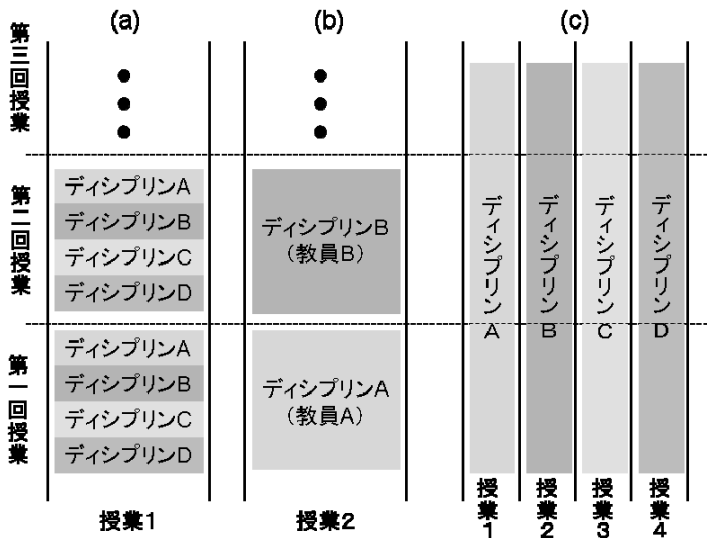 (a)
(b)
(c)
第三回授業
第二回授業
ディシプリンA
ディシプリンB
ディシプリンC
ディシプリンD
ディシプリンB
(教員B)
第一回授業
ディシプリンA
ディシプリンB
ディシプリンC
ディシプリンD
ディシプリンA
(教員A)
ディシプリンA
ディシプリンB
ディシプリンC
ディシプリンD
授業1
授業2
授業1
授業2
授業3
授業4